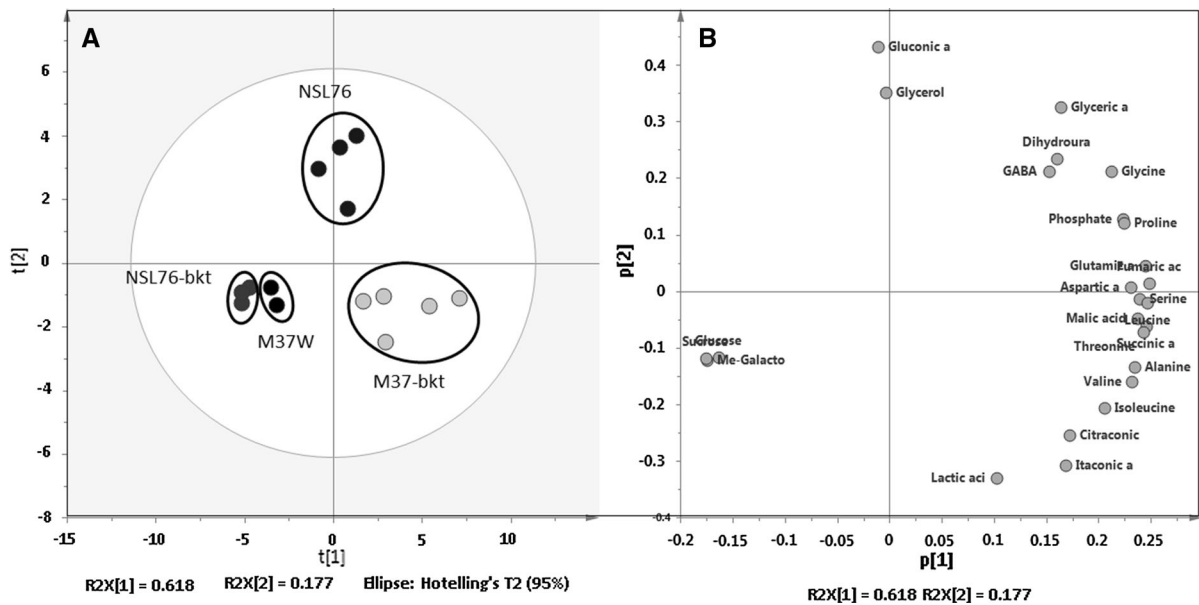 A
B
NSL76
NSL76-bkt
M37W
M37-bkt
6
4
2
0
-2
-4
-6
-8
t[2]
-15
-10
-5
0
5
10
t[1]
R2X[1] = 0.618 R2X[2] = 0.177 Ellipse: Hotelling's T2 (95%)
0.4
0.3
0.2
0.1
0
-0.1
-0.2
-0.3
-0.4
p[2]
Gluconic a
Glycerol
Glyceric a
Dihydroura
GABA
Glycine
Phosphate
Proline
Fumaric ac
Aspartic a
Serine
Malic acid
Leucine
Succinic a
Threonine
Glucose
Me-Galacto
Alanine
Valine
Isoleucine
Citraconic
Itaconic a
Lactic aci
-0.2
-0.15
-0.1
-0.05
0
0.05
0.1
0.15
0.2
0.25
p[1]
R2X[1] = 0.618 R2X[2] = 0.177